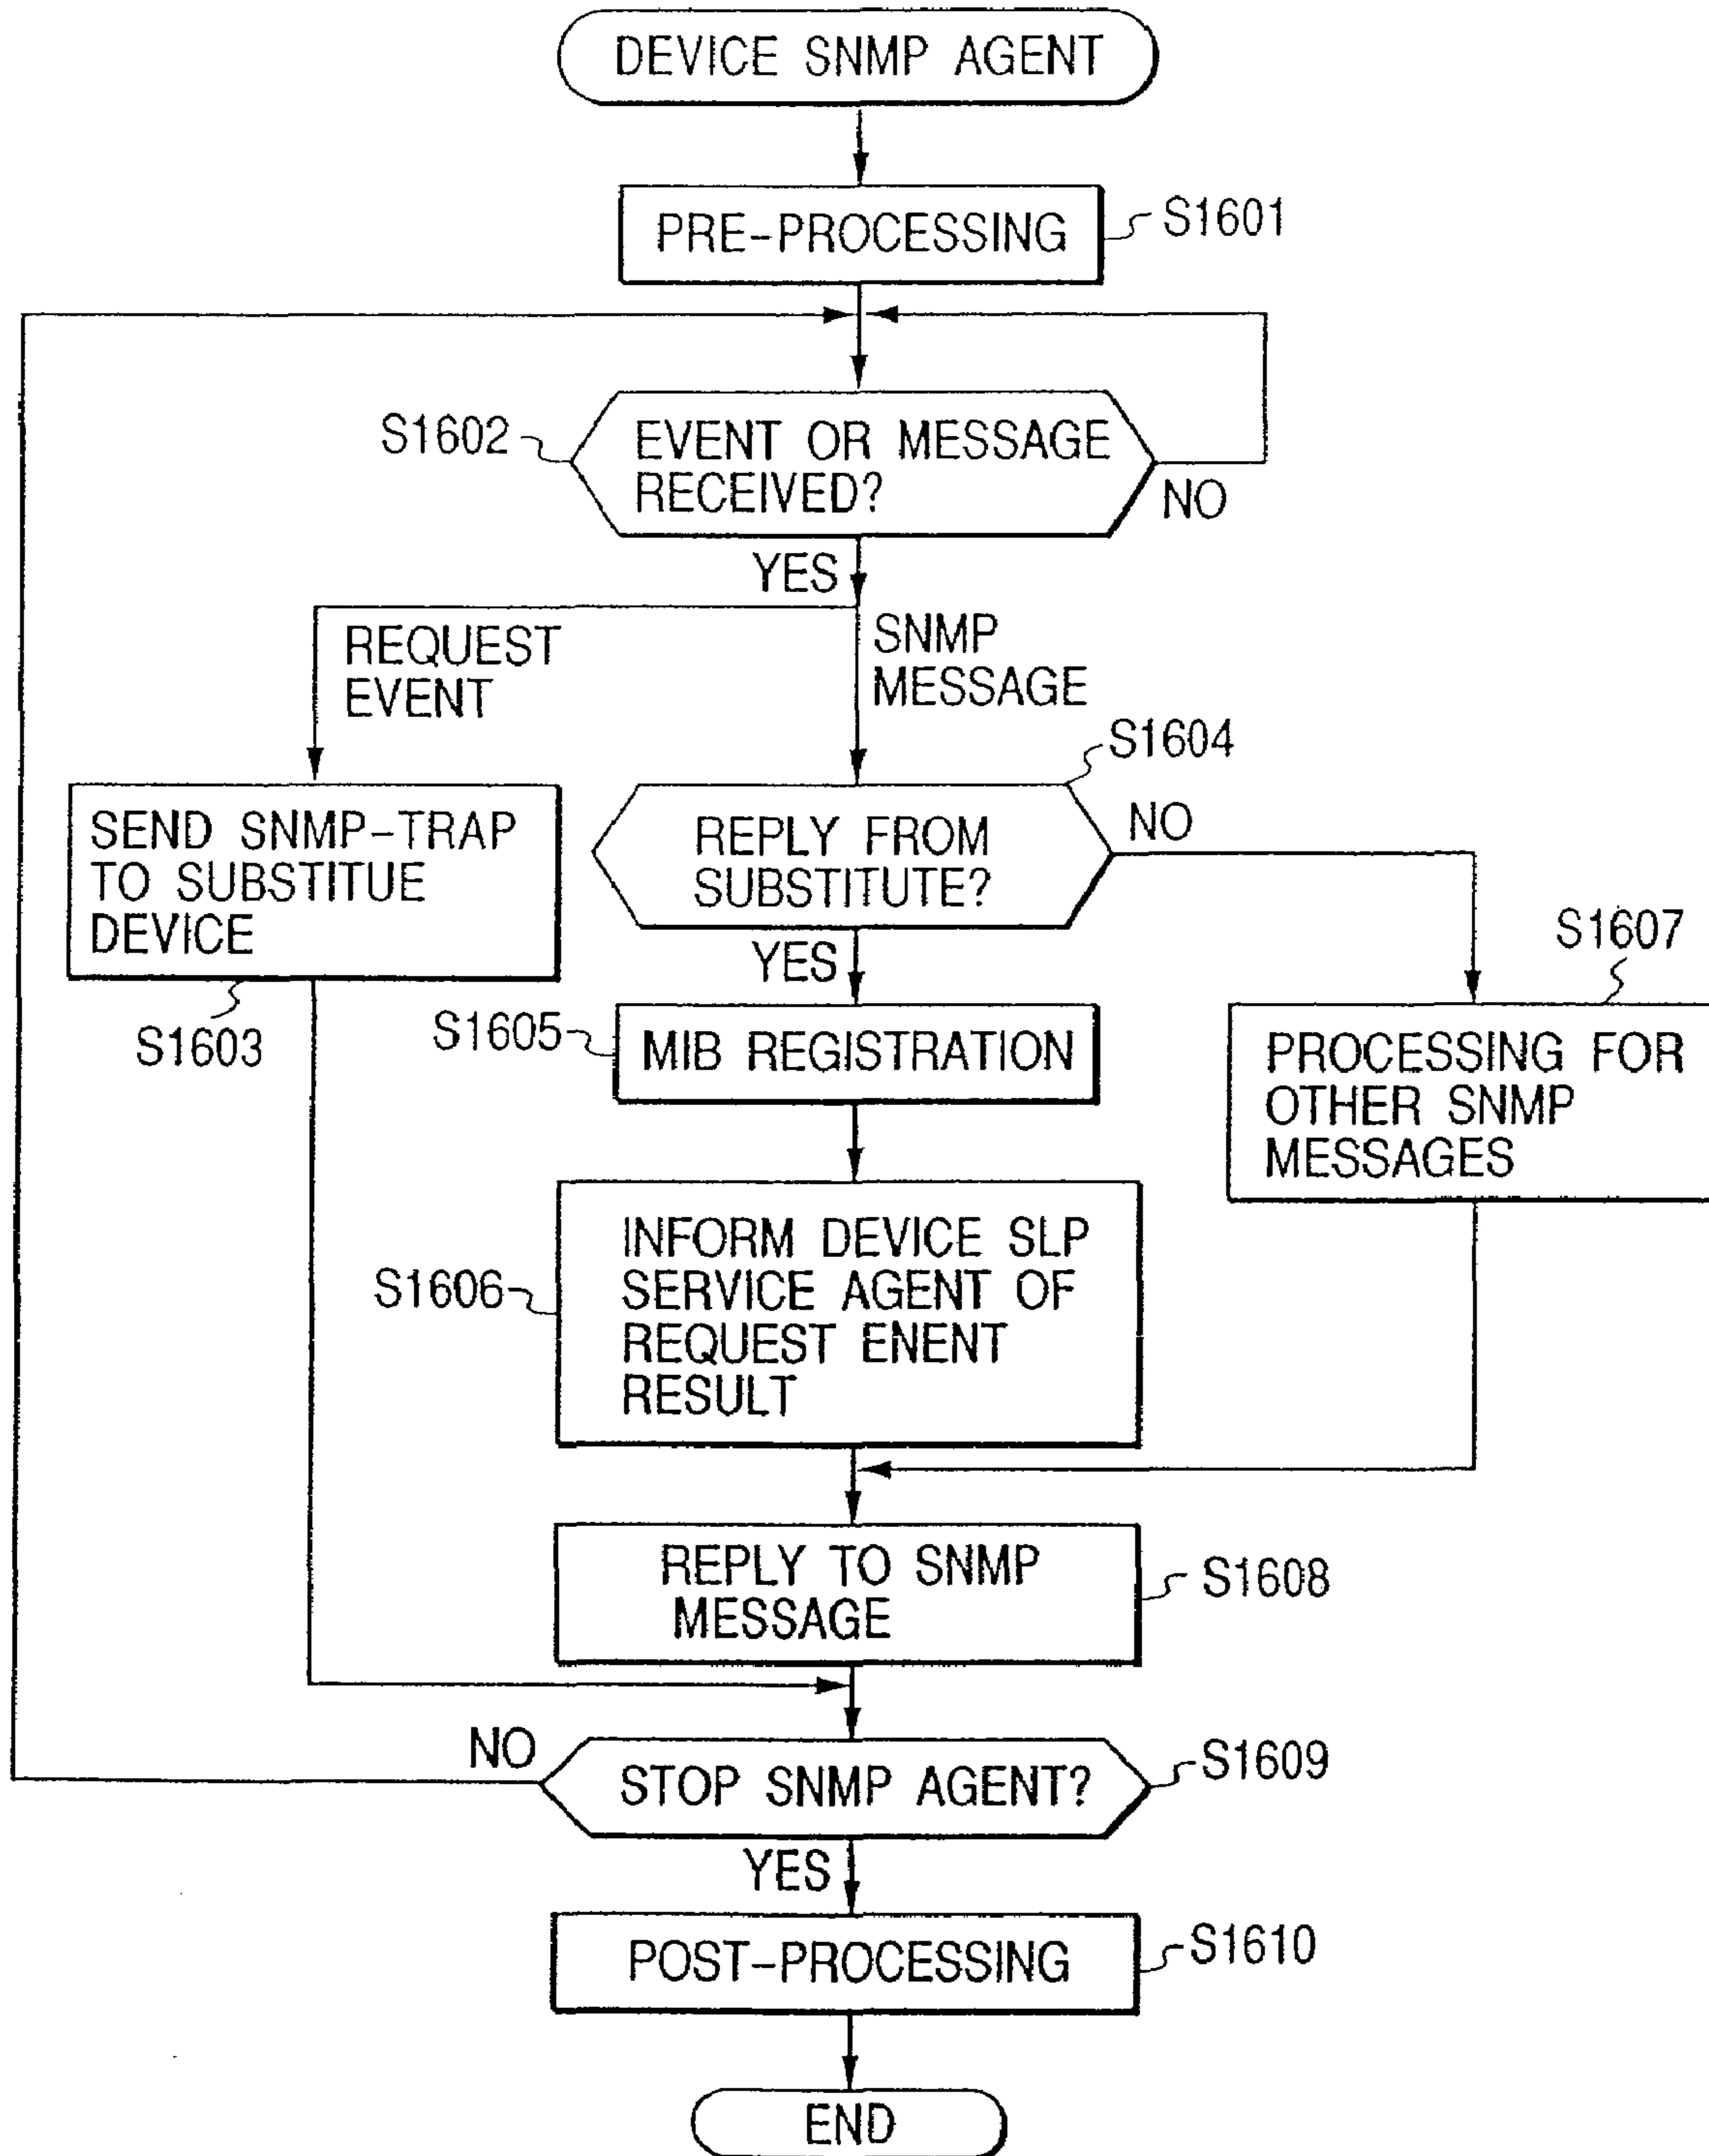 DEVICE SNMP AGENT
PRE-PROCESSING
S1601
S1602
EVENT OR MESSAGE
RECEIVED?
NO
YES
REQUEST
EVENT
SNMP
MESSAGE
S1604
SEND SNMP-TRAP
TO SUBSTITUE
DEVICE
S1603
REPLY FROM
SUBSTITUTE?
NO
YES
S1607
S1605
MIB REGISTRATION
PROCESSING FOR
OTHER SNMP
MESSAGES
S1606
INFORM DEVICE SLP
SERVICE AGENT OF
REQUEST ENENT
RESULT
REPLY TO SNMP
MESSAGE
S1608
NO
STOP SNMP AGENT?
S1609
YES
POST-PROCESSING
S1610
END